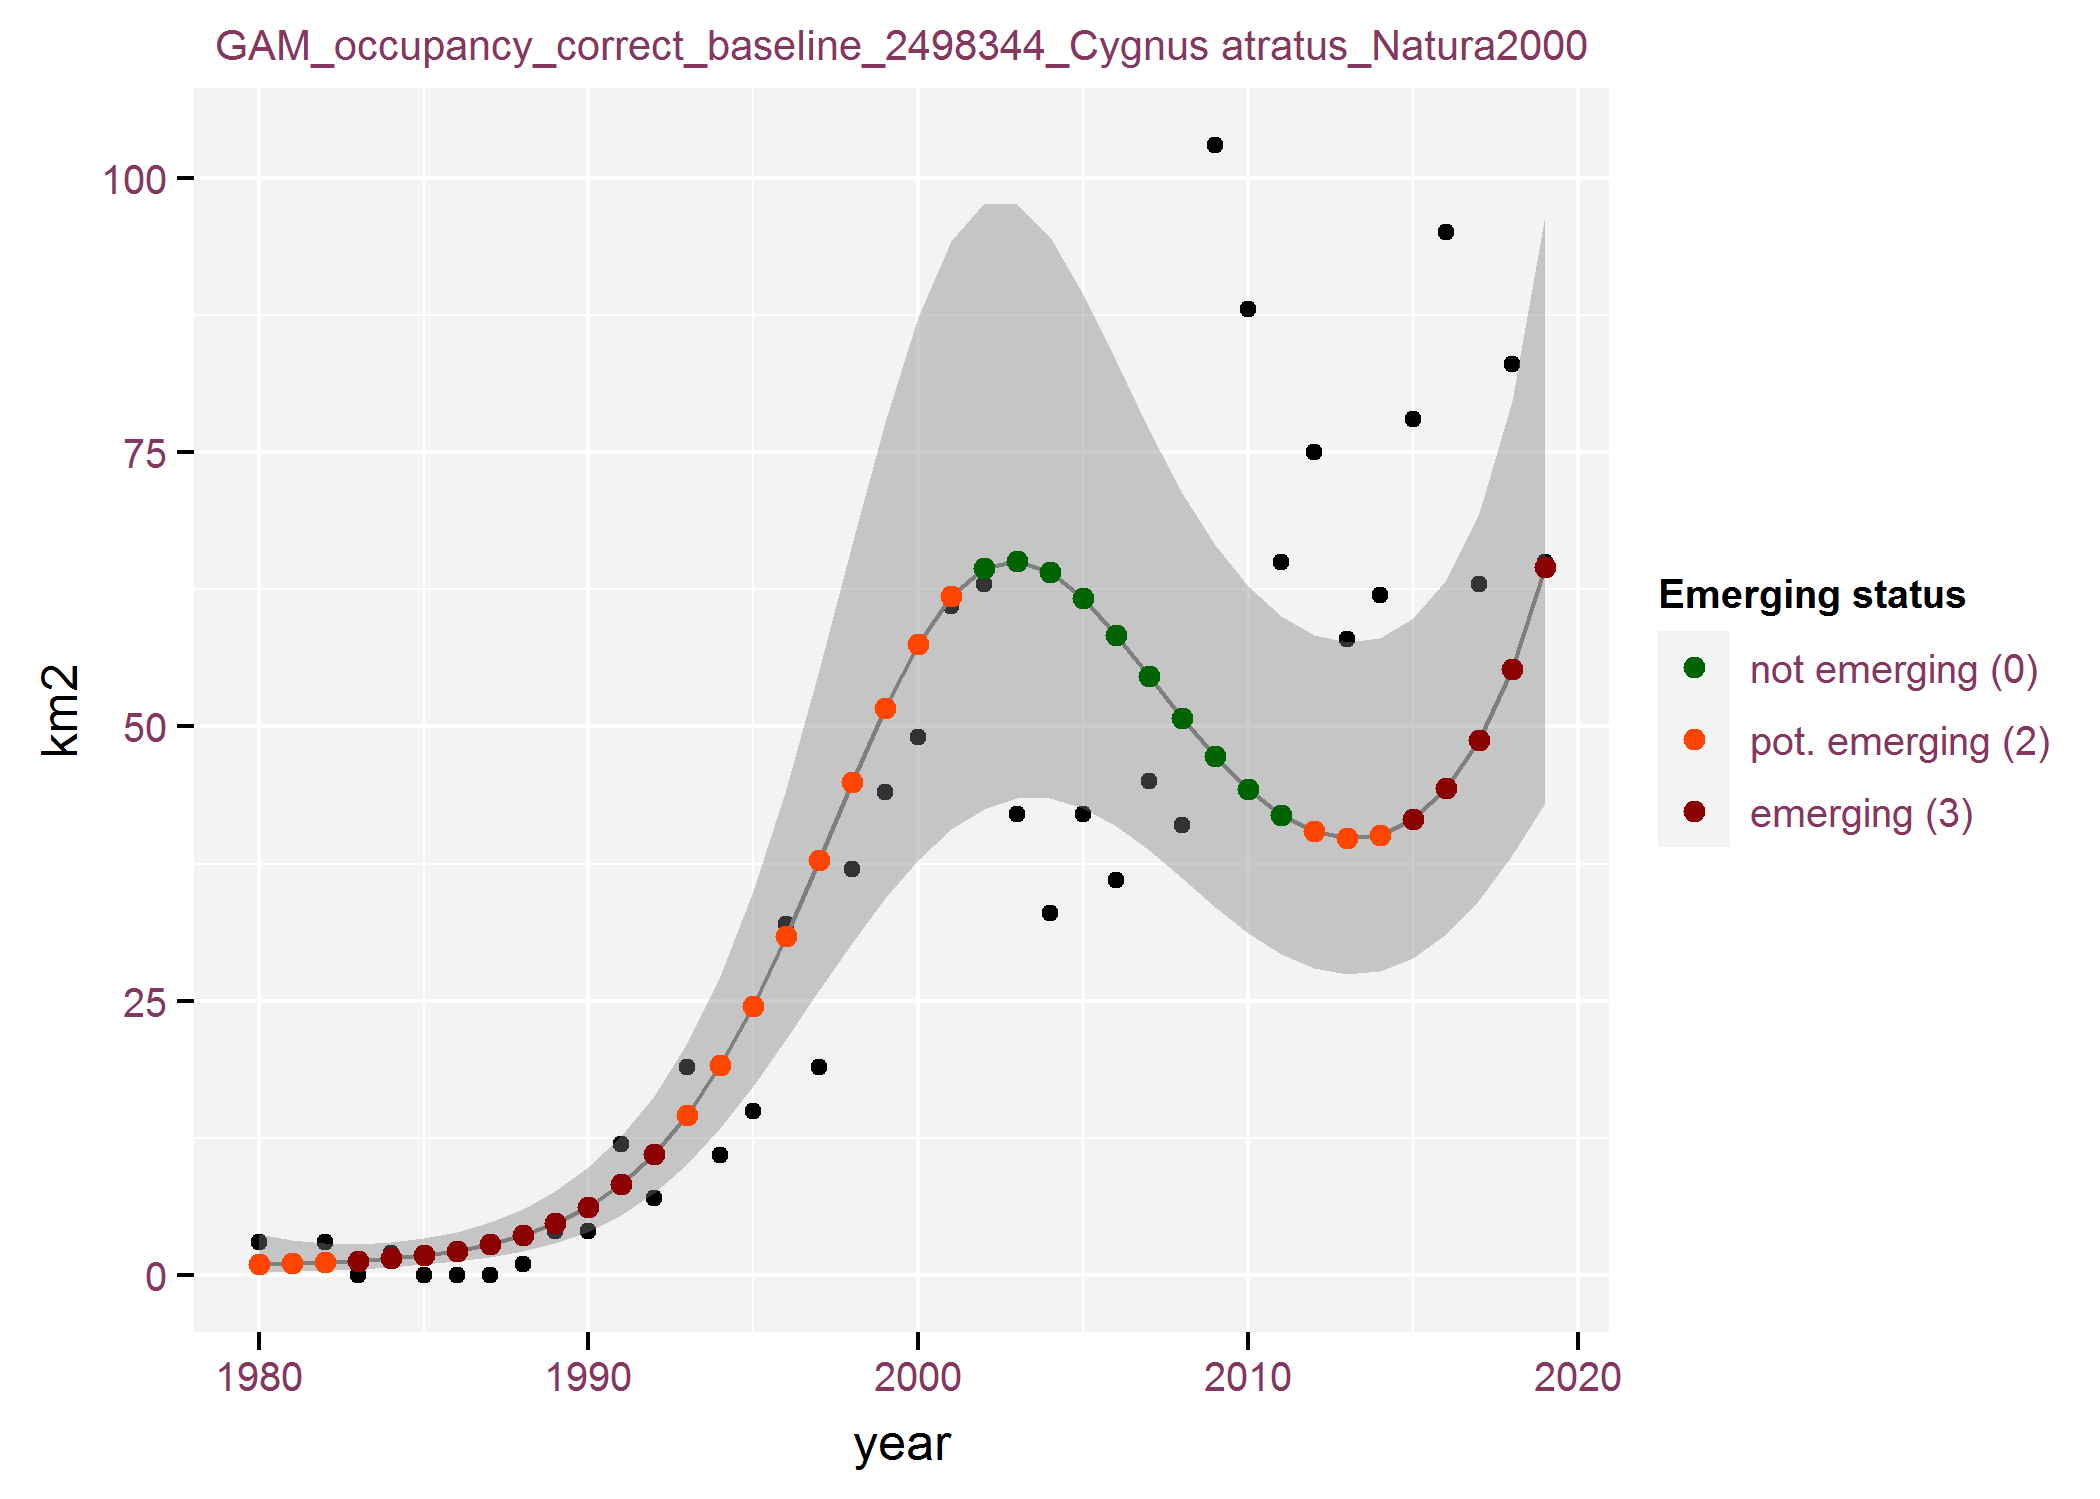 GAM_occupancy_correct_baseline_2498344_Cygnus atratus_Natura2000
100
75
50
25
0
km2
1980 1990 2000 2010 2020
year
Emerging status
not emerging (0)
pot. emerging (2)
emerging (3)